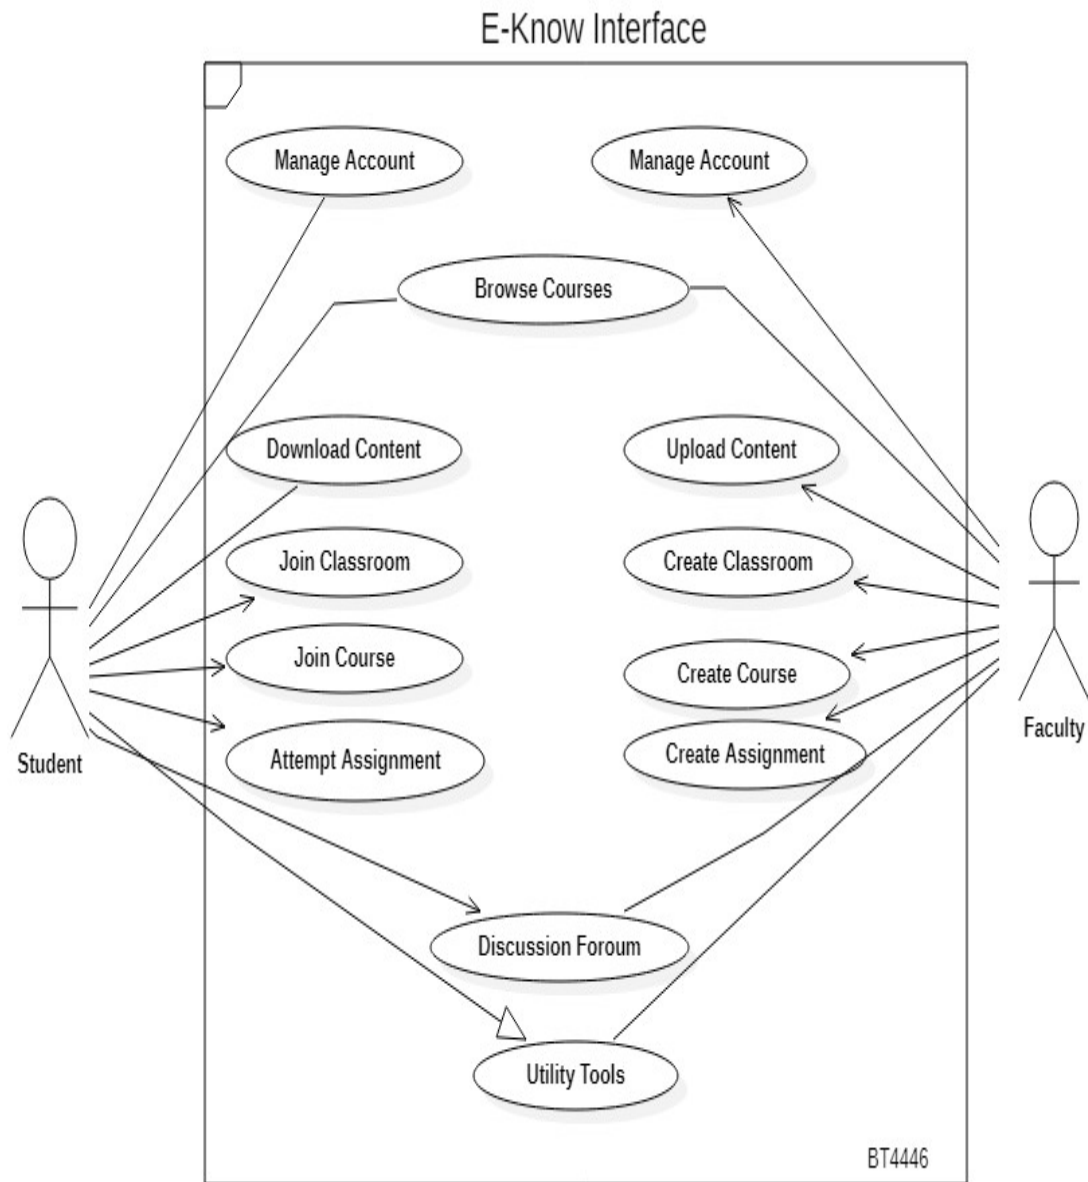 E-Know Interface
Manage Account
Manage Account
Browse Courses
Download Content
Upload Content
Join Classroom
Create Classroom
Join Course
Create Course
Student
Faculty
Attempt Assignment
Create Assignment
Discussion Foroum
Utility Tools
BT4446